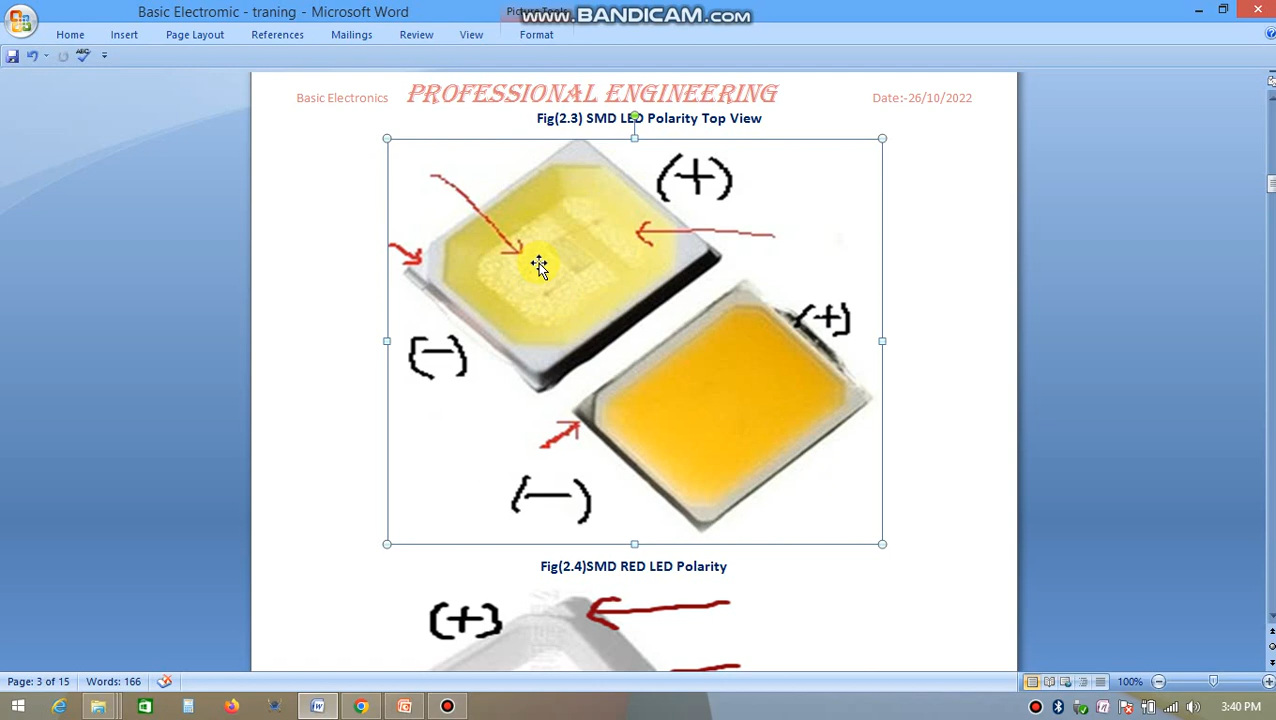 Basic Electromic - traning - Microsoft Word
www.BANDICAM.com
Home Insert Page Layout References Mailings Review View Format
Basic Electronics PROFESSIONAL ENGINEERING Date:-26/10/2022
Fig(2.3) SMD LED Polarity Top View
(+)
(+)
(−)
(−)
Fig(2.4)SMD RED LED Polarity
(+)
Page: 3 of 15 Words: 166 100%
3:40 PM